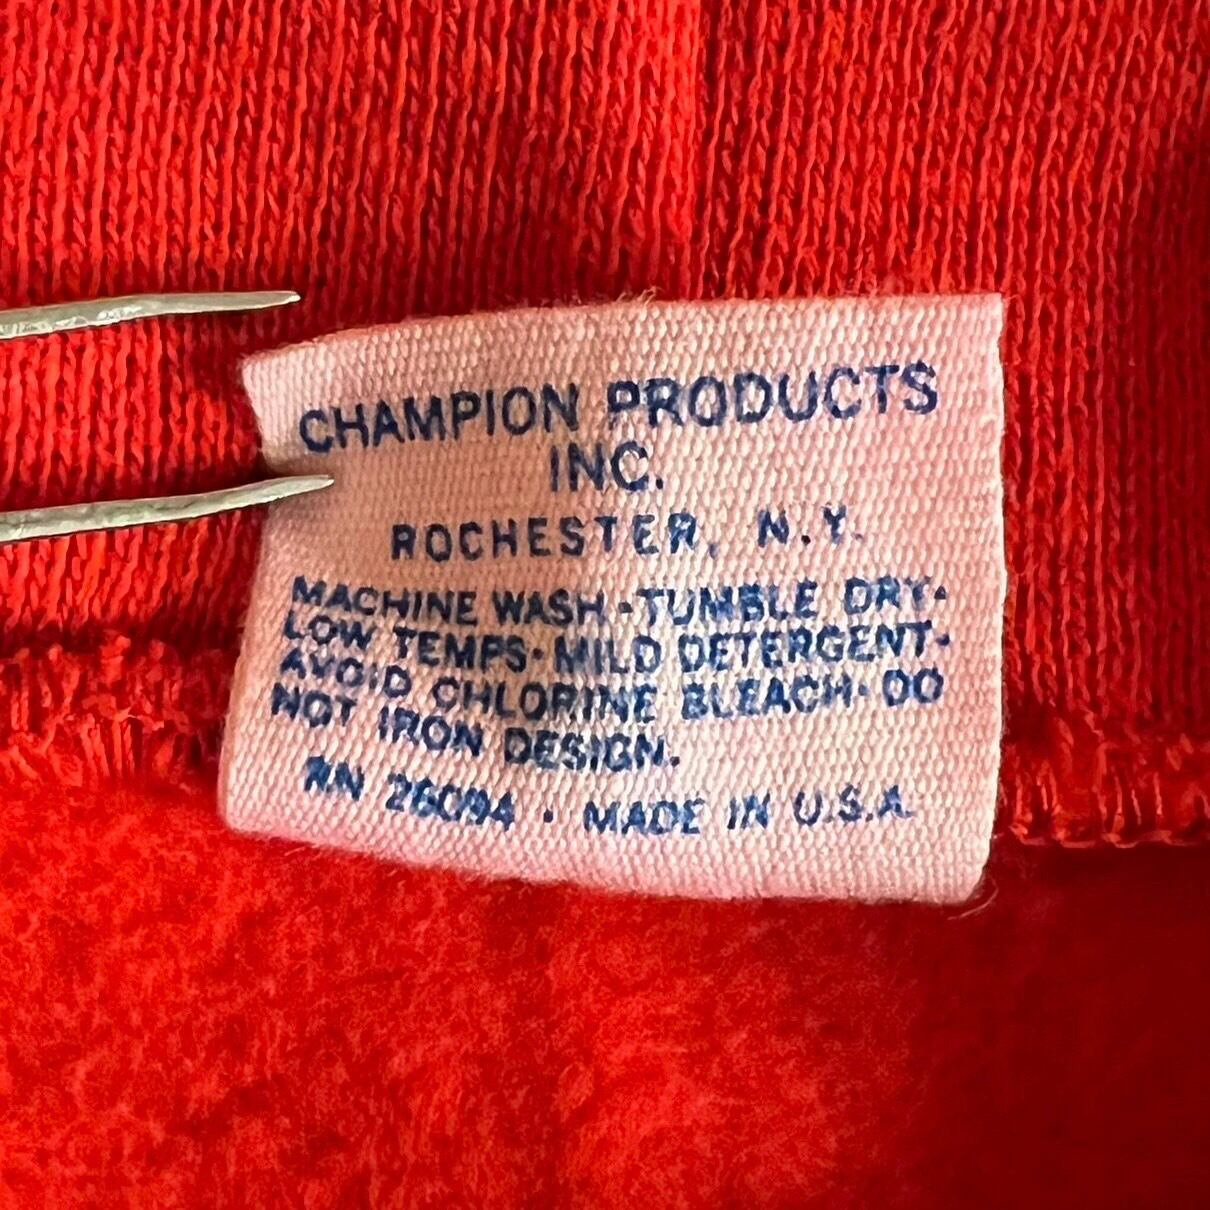 CHAMPION PRODUCTS
INC.
ROCHESTER, N.Y.
MACHINE WASH-TUMBLE DRY-
LOW TEMPS-MILD DETERGENT-
AVOID CHLORINE BLEACH-DO
NOT IRON DESIGN.
RN 26094 · MADE IN U.S.A.